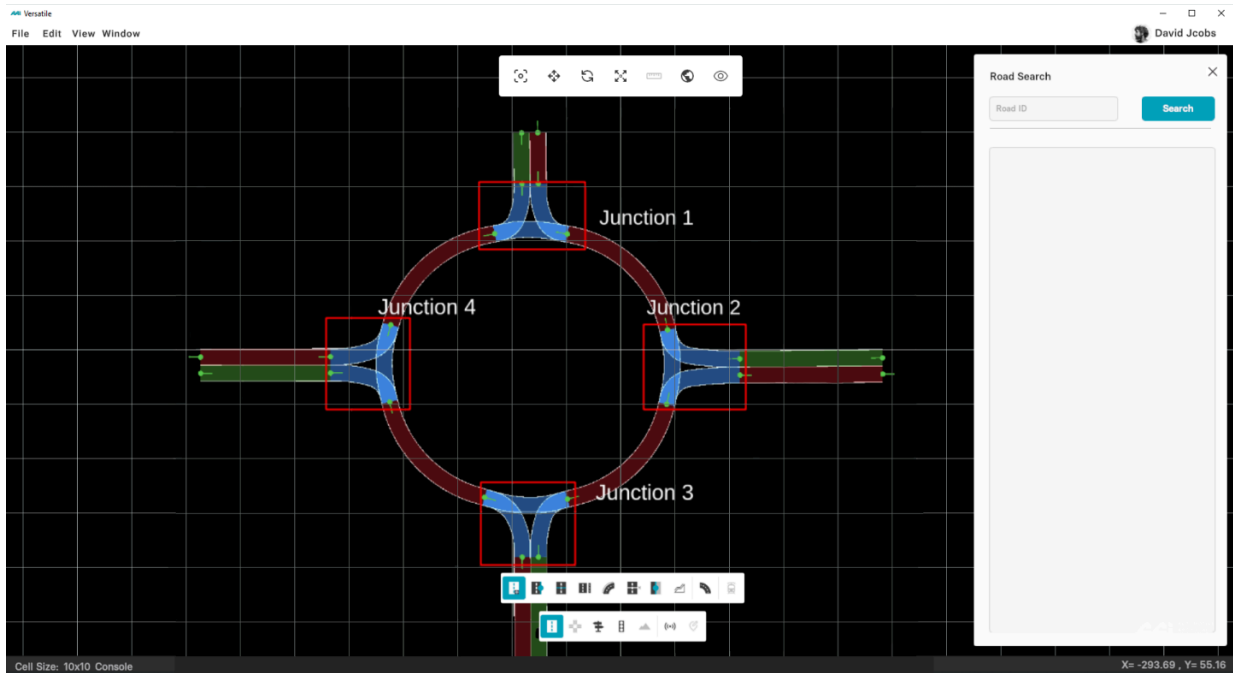 Versatile
File Edit View Window
David Jcobs
Road Search
Road ID
Search
Junction 1
Junction 4
Junction 2
Junction 3
Cell Size: 10x10 Console
X= -293.69 , Y= 55.16